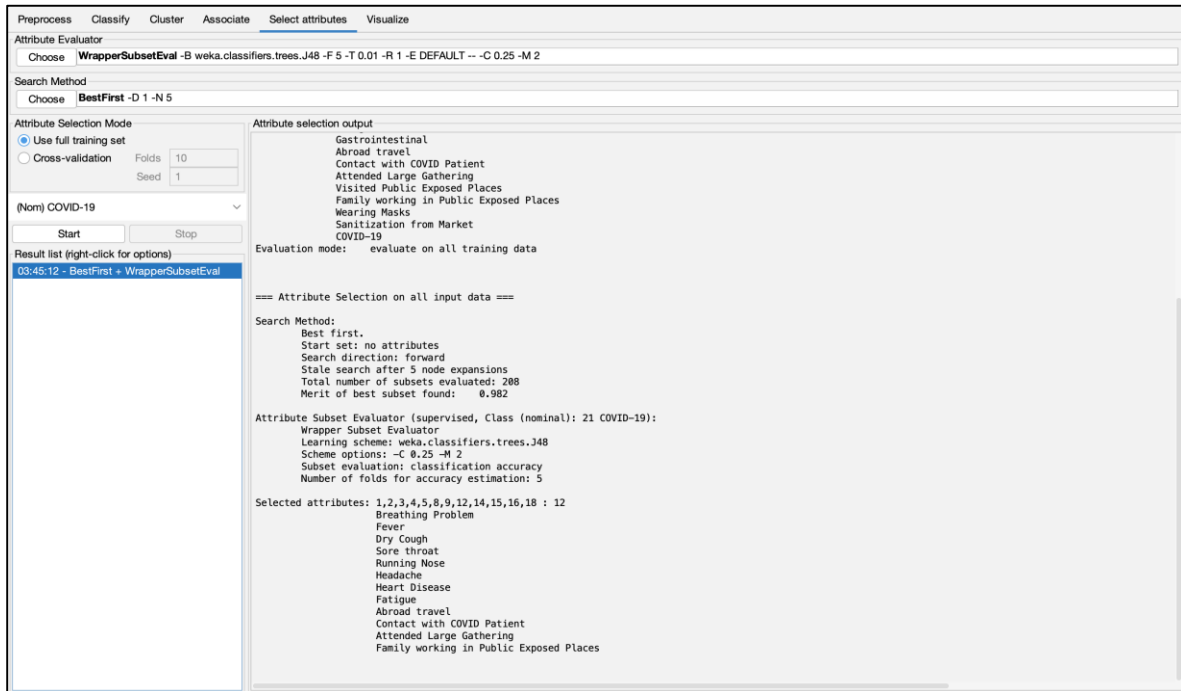 Preprocess Classify Cluster Associate Select attributes Visualize
Attribute Evaluator
Choose WrapperSubsetEval -B weka.classifiers.trees.J48 -F 5 -T 0.01 -R 1 -E DEFAULT -- -C 0.25 -M 2
Search Method
Choose BestFirst -D 1 -N 5
Attribute Selection Mode
Use full training set
Cross-validation Folds 10
Seed 1
(Nom) COVID-19
Start Stop
Result list (right-click for options)
03:45:12 - BestFirst + WrapperSubsetEval
Attribute selection output
Gastrointestinal
Abroad travel
Contact with COVID Patient
Attended Large Gathering
Visited Public Exposed Places
Family working in Public Exposed Places
Wearing Masks
Sanitization from Market
COVID-19
Evaluation mode: evaluate on all training data
=== Attribute Selection on all input data ===
Search Method:
Best first.
Start set: no attributes
Search direction: forward
Stale search after 5 node expansions
Total number of subsets evaluated: 208
Merit of best subset found: 0.982
Attribute Subset Evaluator (supervised, Class (nominal): 21 COVID-19):
Wrapper Subset Evaluator
Learning scheme: weka.classifiers.trees.J48
Scheme options: -C 0.25 -M 2
Subset evaluation: classification accuracy
Number of folds for accuracy estimation: 5
Selected attributes: 1,2,3,4,5,8,9,12,14,15,16,18 : 12
Breathing Problem
Fever
Dry Cough
Sore throat
Running Nose
Headache
Heart Disease
Fatigue
Abroad travel
Contact with COVID Patient
Attended Large Gathering
Family working in Public Exposed Places